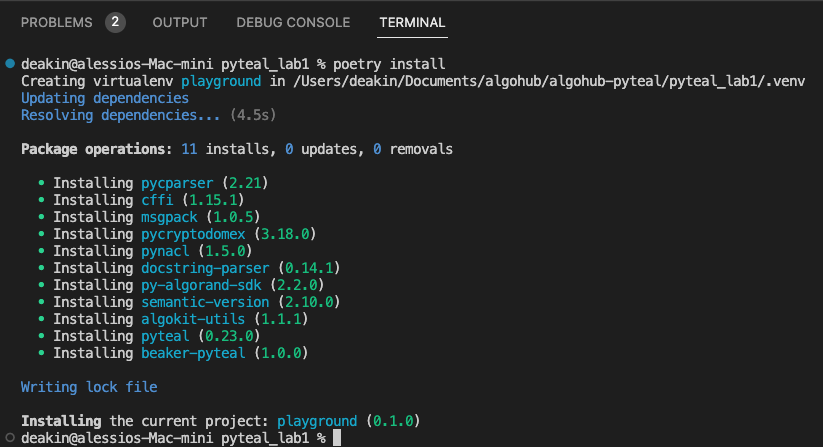 PROBLEMS 2 OUTPUT DEBUG CONSOLE TERMINAL
deakin@alessios-Mac-mini pyteal_lab1 % poetry install
Creating virtualenv playground in /Users/deakin/Documents/algohub/algohub-pyteal/pyteal_lab1/.venv
Updating dependencies
Resolving dependencies... (4.5s)
Package operations: 11 installs, 0 updates, 0 removals
• Installing pycparser (2.21)
• Installing cffi (1.15.1)
• Installing msgpack (1.0.5)
• Installing pycryptodomex (3.18.0)
• Installing pynacl (1.5.0)
• Installing docstring-parser (0.14.1)
• Installing py-algorand-sdk (2.2.0)
• Installing semantic-version (2.10.0)
• Installing algokit-utils (1.1.1)
• Installing pyteal (0.23.0)
• Installing beaker-pyteal (1.0.0)
Writing lock file
Installing the current project: playground (0.1.0)
deakin@alessios-Mac-mini pyteal_lab1 %